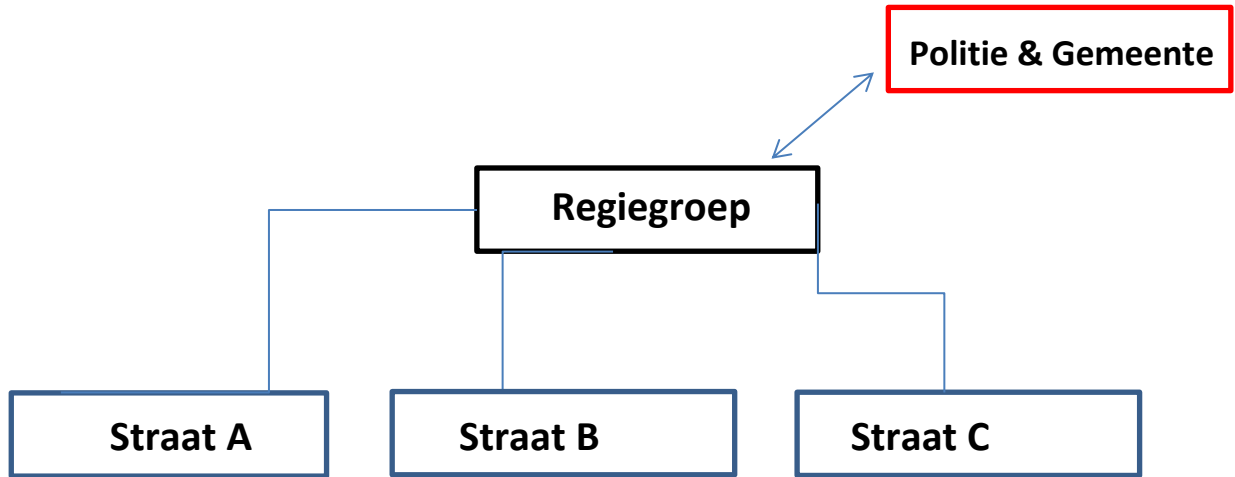 Politie & Gemeente
Regiegroep
Straat A
Straat B
Straat C